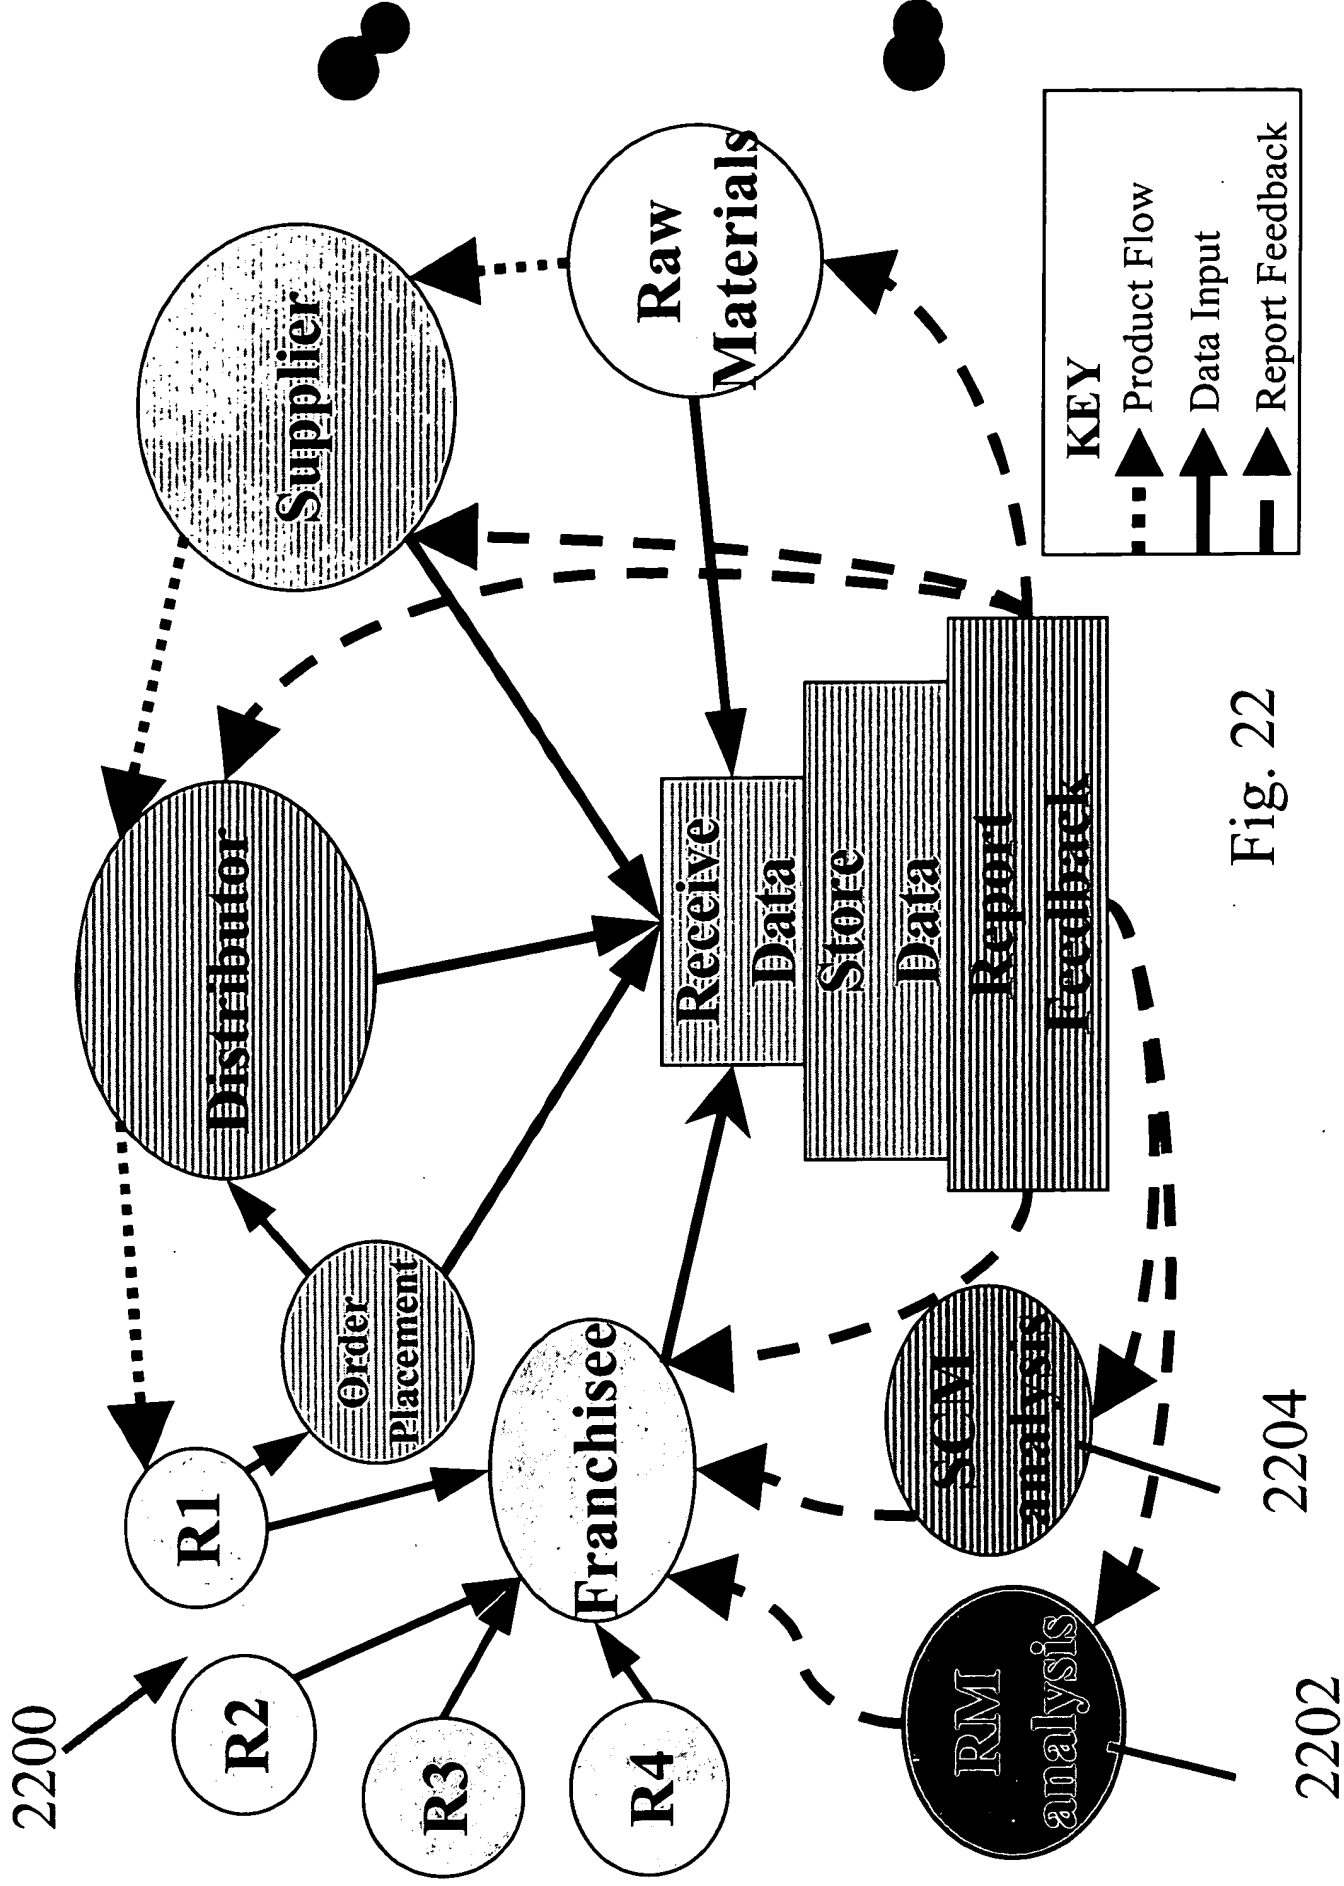 2200
R1
R2
R3
R4
Order
Placement
Distributor
Supplier
Franchisee
Raw
Materials
Receive
Data
Store
Data
Report
Feedback
RM
analysis
SCM
analysis
2202
2204
KEY
Product Flow
Data Input
Report Feedback
Fig. 22